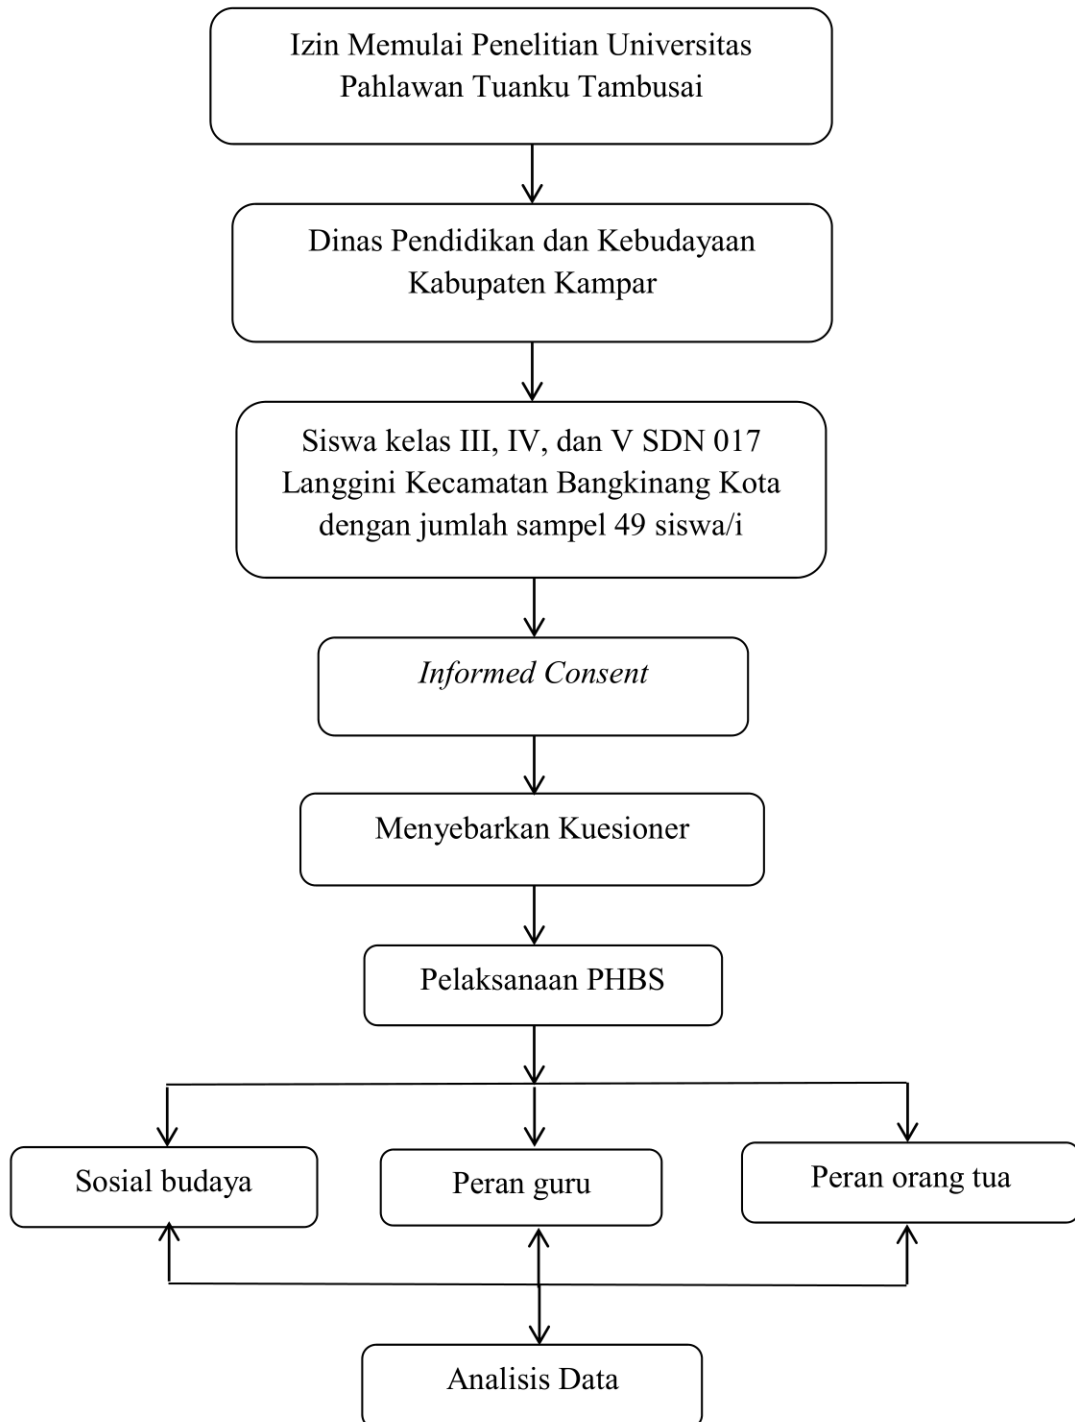 Izin Memulai Penelitian Universitas
Pahlawan Tuanku Tambusai
Dinas Pendidikan dan Kebudayaan
Kabupaten Kampar
Siswa kelas III, IV, dan V SDN 017
Langgini Kecamatan Bangkinang Kota
dengan jumlah sampel 49 siswa/i
Informed Consent
Menyebarkan Kuesioner
Pelaksanaan PHBS
Sosial budaya
Peran guru
Peran orang tua
Analisis Data